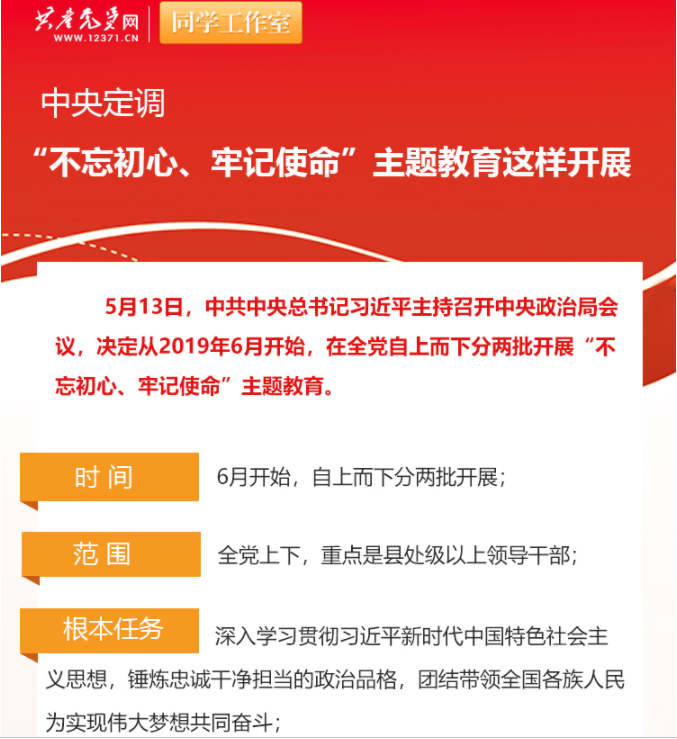 共产党员网
WWW.12371.CN
同学工作室
中央定调
“不忘初心、牢记使命”主题教育这样开展
5月13日，中共中央总书记习近平主持召开中央政治局会
议，决定从2019年6月开始，在全党自上而下分两批开展“不
忘初心、牢记使命”主题教育。
时间
6月开始，自上而下分两批开展；
范围
全党上下，重点是县处级以上领导干部；
根本任务
深入学习贯彻习近平新时代中国特色社会主
义思想，锤炼忠诚干净担当的政治品格，团结带领全国各族人民
为实现伟大梦想共同奋斗；